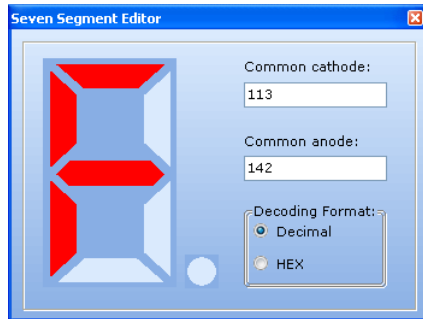 Seven Segment Editor
Common cathode:
113
Common anode:
142
Decoding Format:
Decimal
HEX